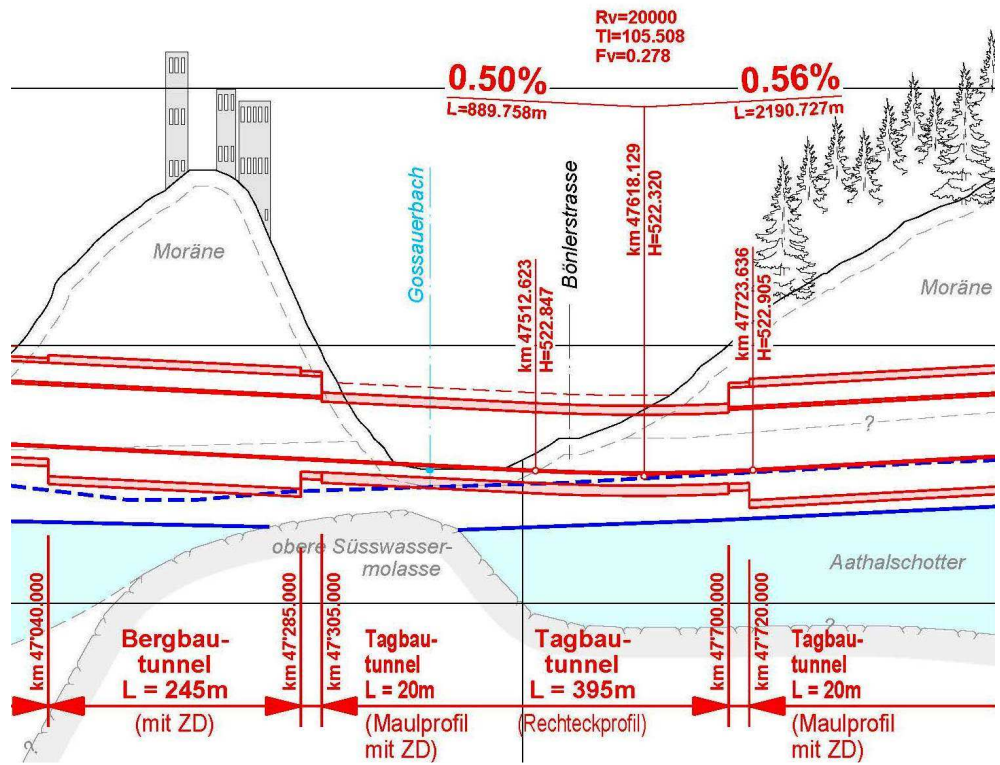 Rv=20000
Tl=105.508
Fv=0.278
0.50%
L=889.758m
0.56%
L=2190.727m
Gossauerbach
Bönlerstrasse
km 47512.623
H=522.847
km 47618.129
H=522.320
km 47723.636
H=522.905
Moräne
Moräne
?
obere Süsswasser-
molasse
Aathalschotter
?
?
km 47'040.000
km 47'285.000
km 47'305.000
km 47'700.000
km 47'720.000
Bergbau-
tunnel
L = 245m
(mit ZD)
Tagbau-
tunnel
L = 20m
(Maulprofil
mit ZD)
Tagbau-
tunnel
L = 395m
(Rechteckprofil)
Tagbau-
tunnel
L = 20m
(Maulprofil
mit ZD)